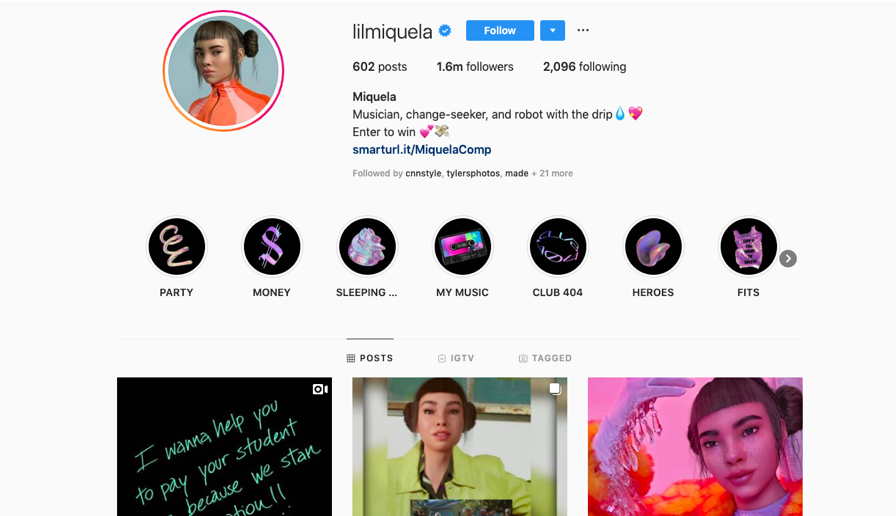 lilmiquela Follow
602 posts 1.6m followers 2,096 following
Miquela
Musician, change-seeker, and robot with the drip💧💖
Enter to win 💕💸
smarturl.it/MiquelaComp
Followed by cnnstyle, tylersphotos, made + 21 more
PARTY MONEY SLEEPING ... MY MUSIC CLUB 404 HEROES FITS
POSTS IGTV TAGGED
I wanna help you
to pay your student
because we stan